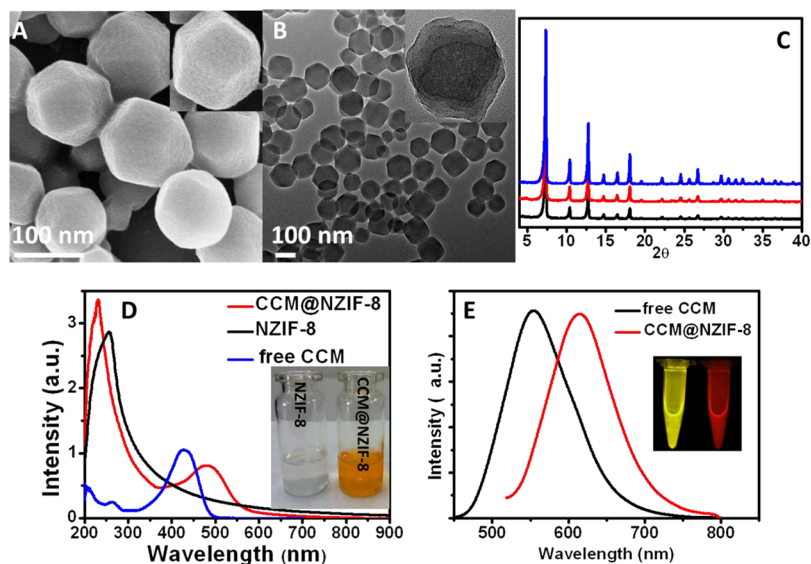 A
100 nm
B
100 nm
C
5 10 15 20 25 30 35 40
2θ
D
CCM@NZIF-8
NZIF-8
free CCM
3
2
1
0
Intensity (a.u.)
NZIF-8
CCM@NZIF-8
200 300 400 500 600 700 800 900
Wavelength (nm)
E
free CCM
CCM@NZIF-8
Intensity ( a.u.)
500 600 700 800
Wavelength (nm)